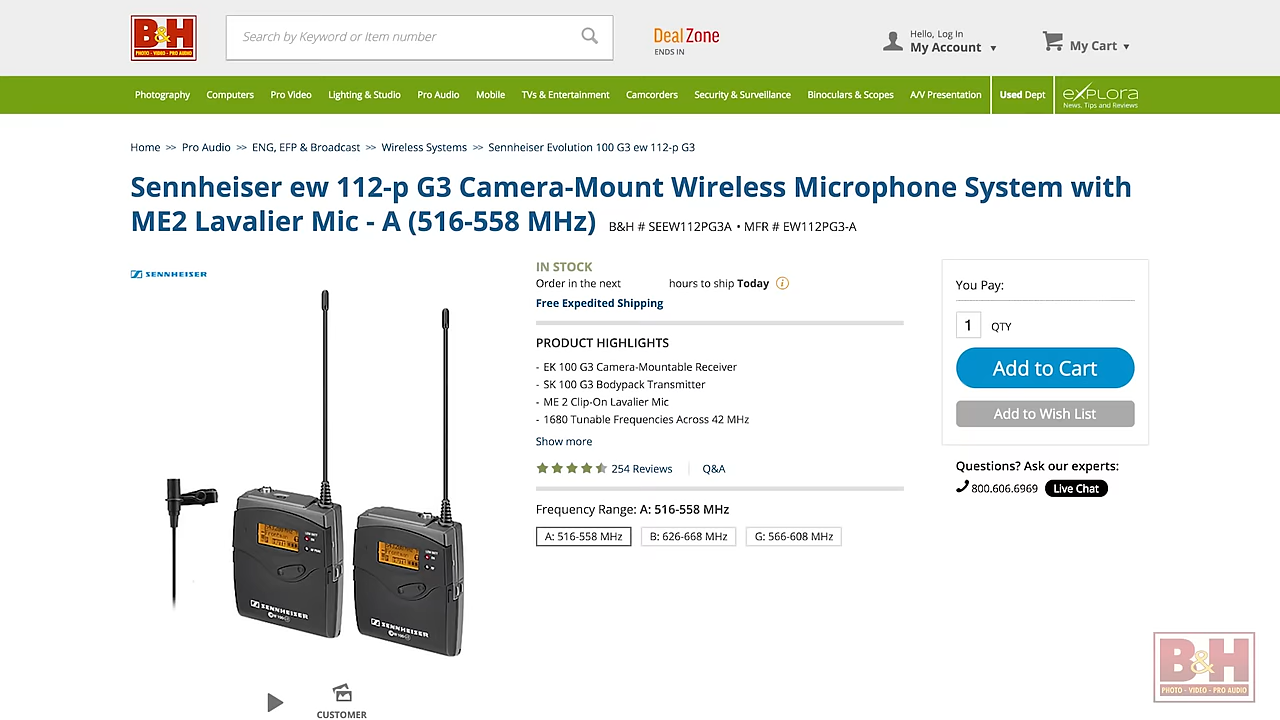 B&H
PHOTO - VIDEO - PRO AUDIO
Search by Keyword or Item number
Deal Zone
ENDS IN
Hello, Log In
My Account
My Cart
Photography Computers Pro Video Lighting & Studio Pro Audio Mobile TVs & Entertainment Camcorders Security & Surveillance Binoculars & Scopes A/V Presentation Used Dept explora
News, Tips and Reviews
Home >> Pro Audio >> ENG, EFP & Broadcast >> Wireless Systems >> Sennheiser Evolution 100 G3 ew 112-p G3
Sennheiser ew 112-p G3 Camera-Mount Wireless Microphone System with
ME2 Lavalier Mic - A (516-558 MHz) B&H # SEEW112PG3A • MFR # EW112PG3-A
SENNHEISER
IN STOCK
Order in the next hours to ship Today
Free Expedited Shipping
PRODUCT HIGHLIGHTS
- EK 100 G3 Camera-Mountable Receiver
- SK 100 G3 Bodypack Transmitter
- ME 2 Clip-On Lavalier Mic
- 1680 Tunable Frequencies Across 42 MHz
Show more
254 Reviews Q&A
Frequency Range: A: 516-558 MHz
A: 516-558 MHz B: 626-668 MHz G: 566-608 MHz
You Pay:
1 QTY
Add to Cart
Add to Wish List
Questions? Ask our experts:
800.606.6969 Live Chat
SENNHEISER
SENNHEISER
CUSTOMER
B&H
PHOTO - VIDEO - PRO AUDIO